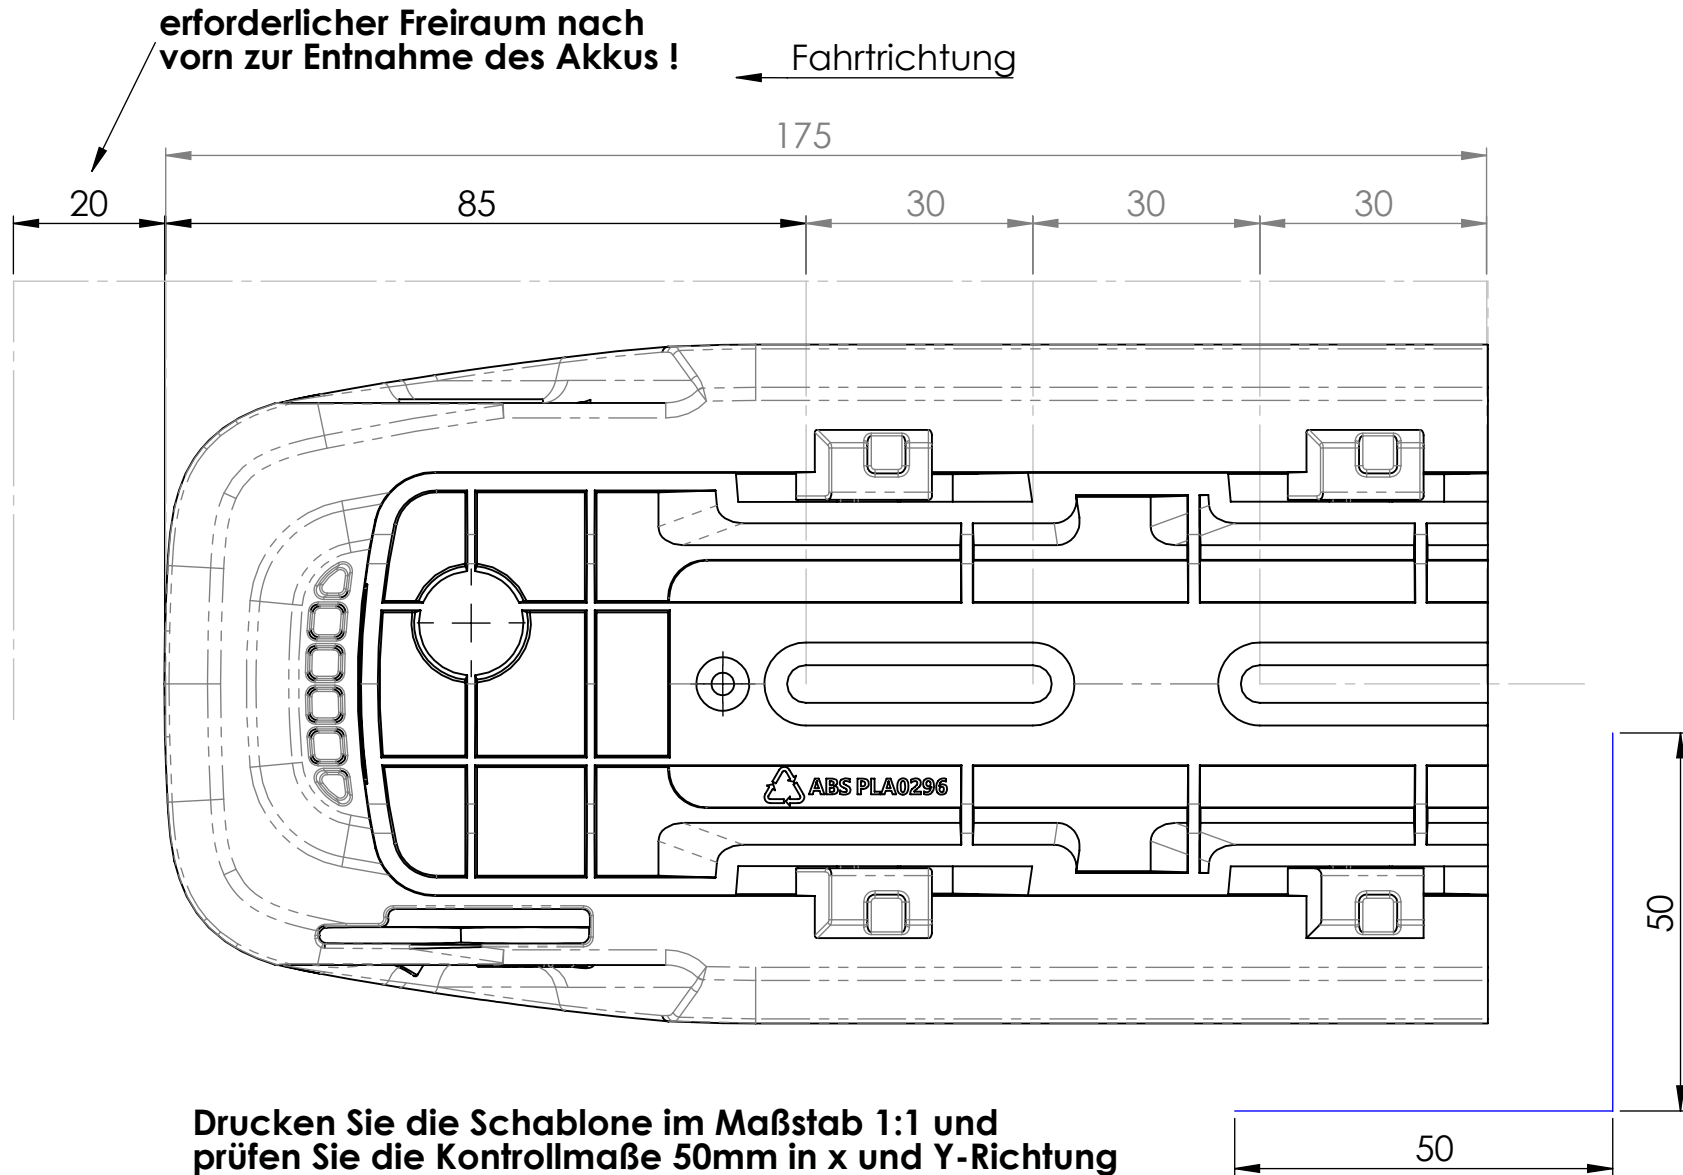 erforderlicher Freiraum nach
vorn zur Entnahme des Akkus !
Fahrtrichtung
175
20
85
30
30
30
ABS PLA0296
50
Drucken Sie die Schablone im Maßstab 1:1 und
prüfen Sie die Kontrollmaße 50mm in x und Y-Richtung
50